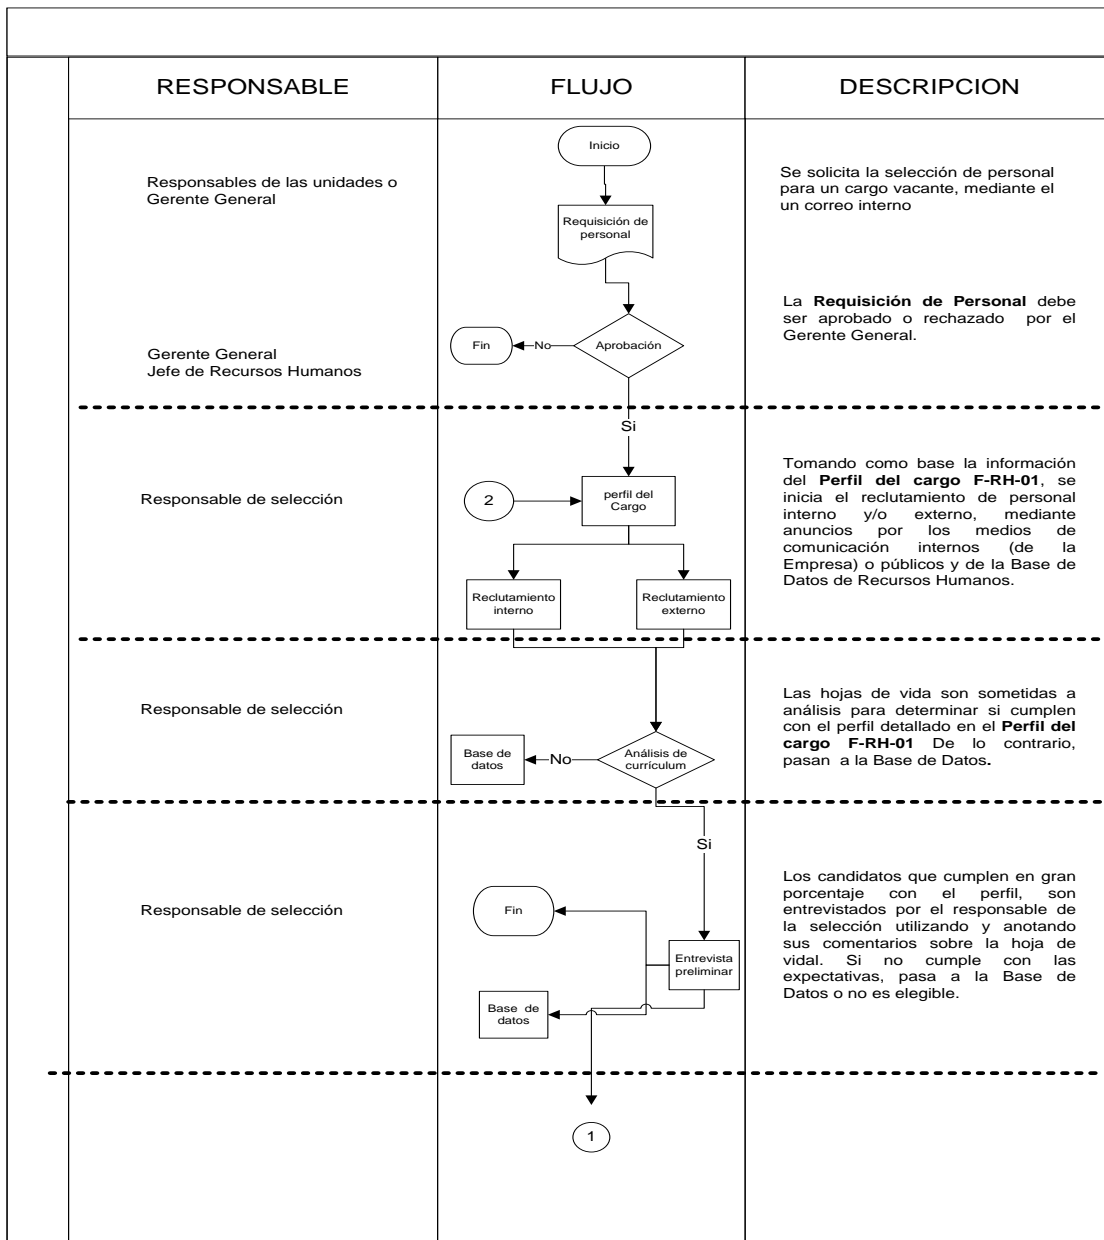 RESPONSABLE
FLUJO
DESCRIPCION
Inicio
Responsables de las unidades o
Gerente General
Se solicita la selección de personal
para un cargo vacante, mediante el
un correo interno
Requisición de
personal
La Requisición de Personal debe
ser aprobado o rechazado por el
Gerente General.
Fin
No
Aprobación
Gerente General
Jefe de Recursos Humanos
Si
Responsable de selección
2
perfil del
Cargo
Tomando como base la información
del Perfil del cargo F-RH-01, se
inicia el reclutamiento de personal
interno y/o externo, mediante
anuncios por los medios de
comunicación internos (de la
Empresa) o públicos y de la Base de
Datos de Recursos Humanos.
Reclutamiento
interno
Reclutamiento
externo
Responsable de selección
Las hojas de vida son sometidas a
análisis para determinar si cumplen
con el perfil detallado en el Perfil del
cargo F-RH-01 De lo contrario,
pasan a la Base de Datos.
Base de
datos
No
Análisis de
currículum
Si
Responsable de selección
Fin
Los candidatos que cumplen en gran
porcentaje con el perfil, son
entrevistados por el responsable de
la selección utilizando y anotando
sus comentarios sobre la hoja de
vidal. Si no cumple con las
expectativas, pasa a la Base de
Datos o no es elegible.
Entrevista
preliminar
Base de
datos
1